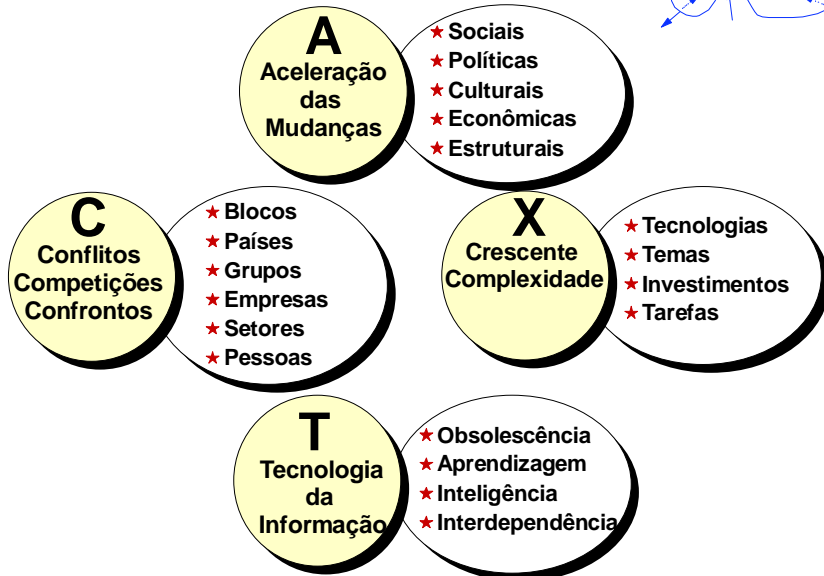 A
Aceleração
das
Mudanças
Sociais
Políticas
Culturais
Econômicas
Estruturais
C
Conflitos
Competições
Confrontos
Blocos
Países
Grupos
Empresas
Setores
Pessoas
X
Crescente
Complexidade
Tecnologias
Temas
Investimentos
Tarefas
T
Tecnologia
da
Informação
Obsolescência
Aprendizagem
Inteligência
Interdependência